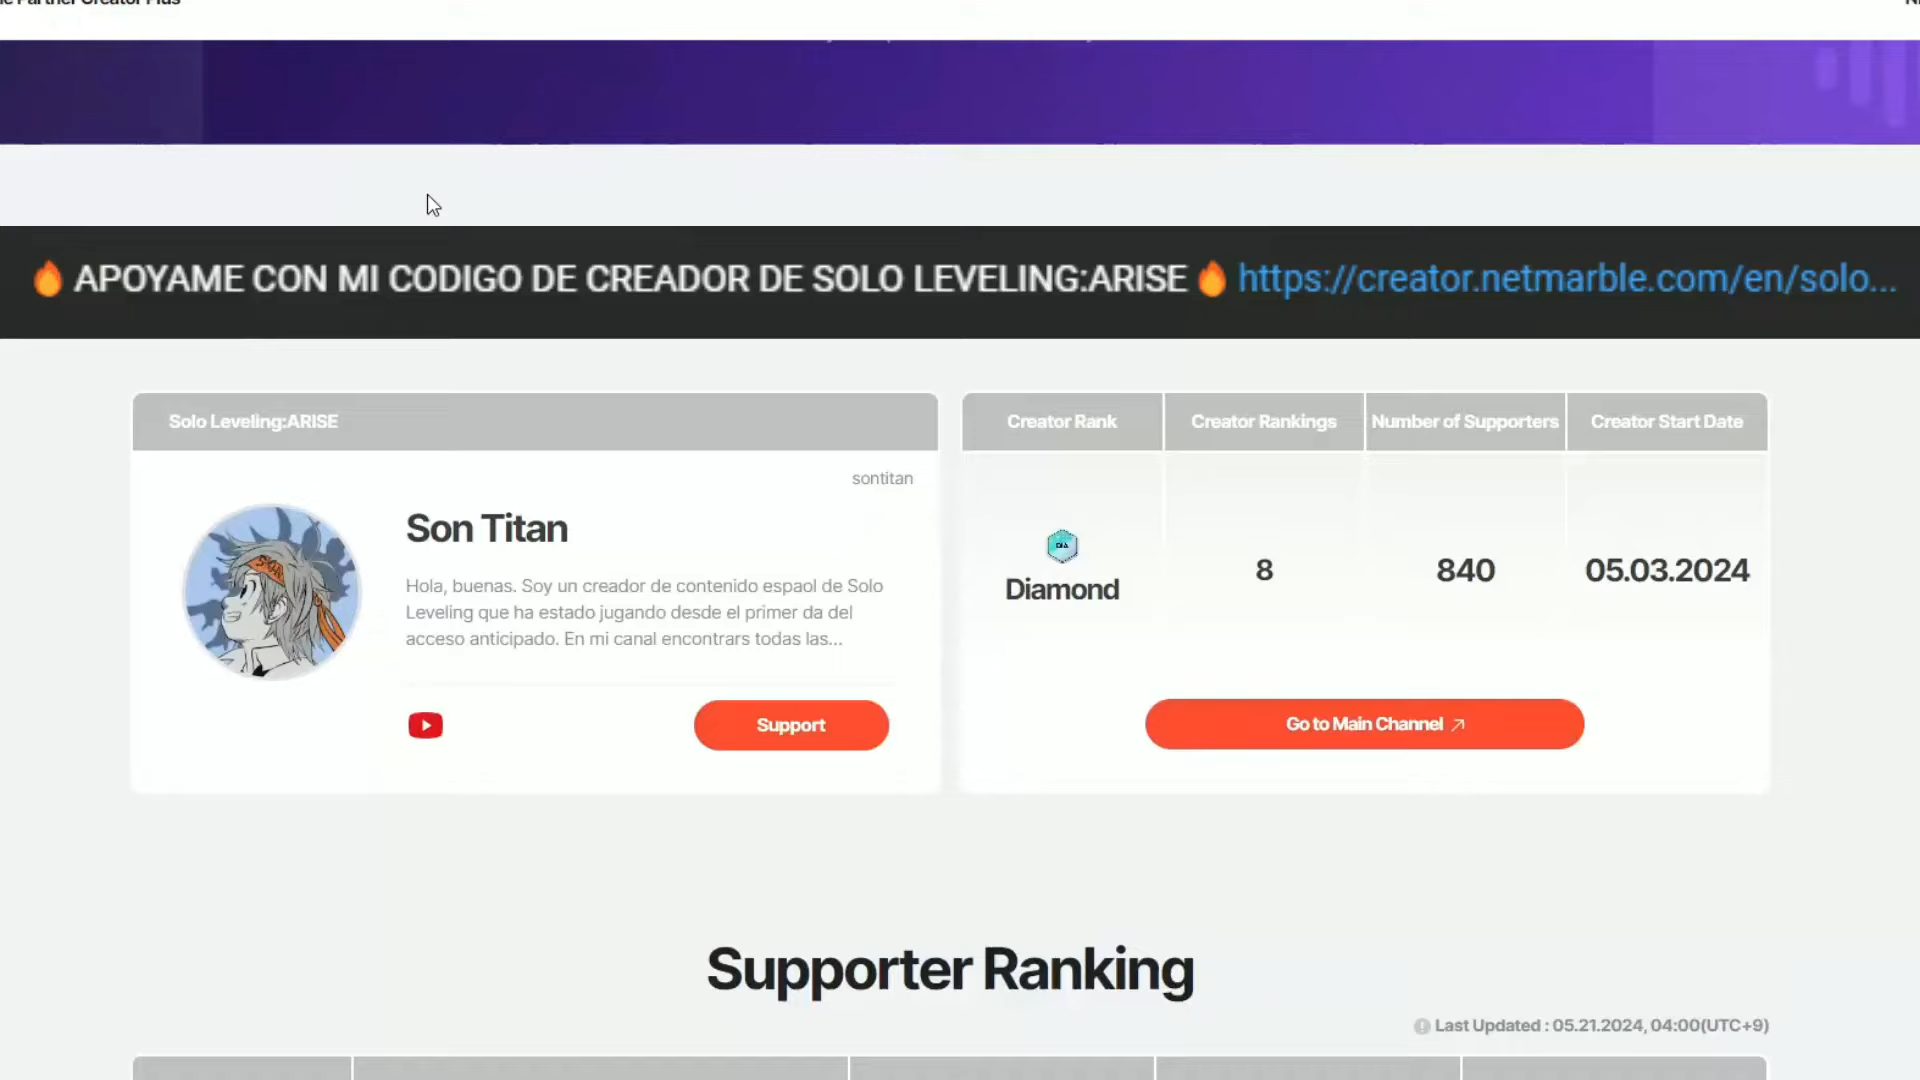 Partner Creator Plus
🔥 APOYAME CON MI CODIGO DE CREADOR DE SOLO LEVELING:ARISE 🔥 https://creator.netmarble.com/en/solo...
Solo Leveling:ARISE
sontitan
Son Titan
Hola, buenas. Soy un creador de contenido espaol de Solo
Leveling que ha estado jugando desde el primer da del
acceso anticipado. En mi canal encontrars todas las...
Support
Creator Rank
Creator Rankings
Number of Supporters
Creator Start Date
DIA
Diamond
8
840
05.03.2024
Go to Main Channel
Supporter Ranking
Last Updated : 05.21.2024, 04:00(UTC+9)